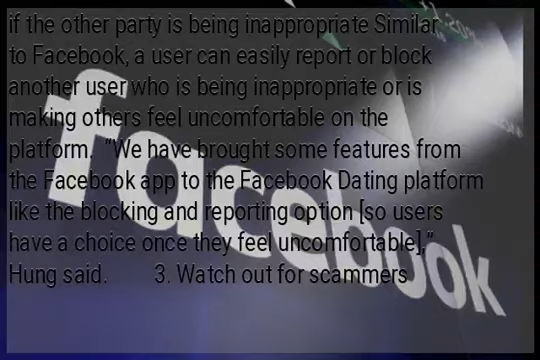 if the other party is being inappropriate Similar
to Facebook, a user can easily report or block
another user who is being inappropriate or is
making others feel uncomfortable on the
platform. "We have brought some features from
the Facebook app to the Facebook Dating platform
like the blocking and reporting option [so users
have a choice once they feel uncomfortable],"
Hung said. 3. Watch out for scammers
facebook